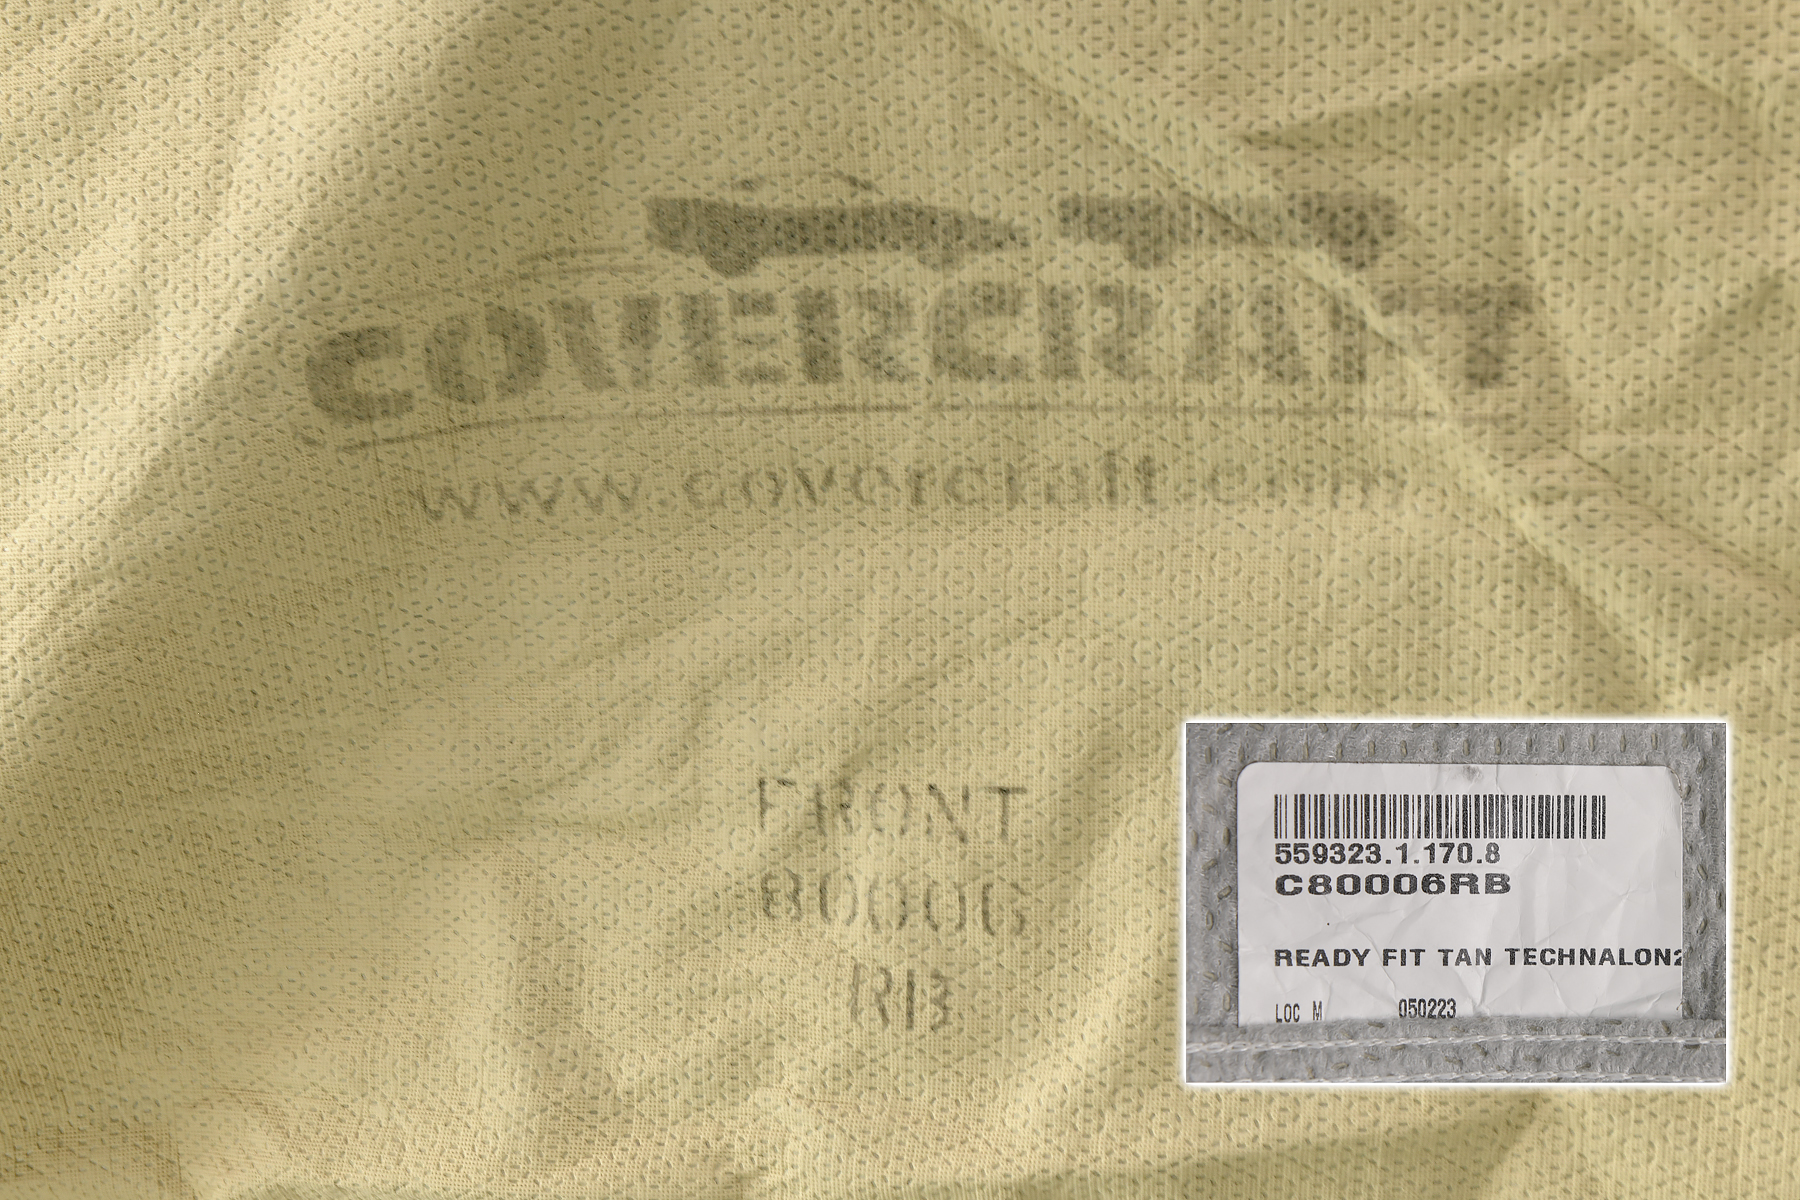 COVERCRAFT
www.covercraft.com
FRONT
80006
RB
559323.1.170.8
C80006RB
READY FIT TAN TECHNALON2
LOC M 050223